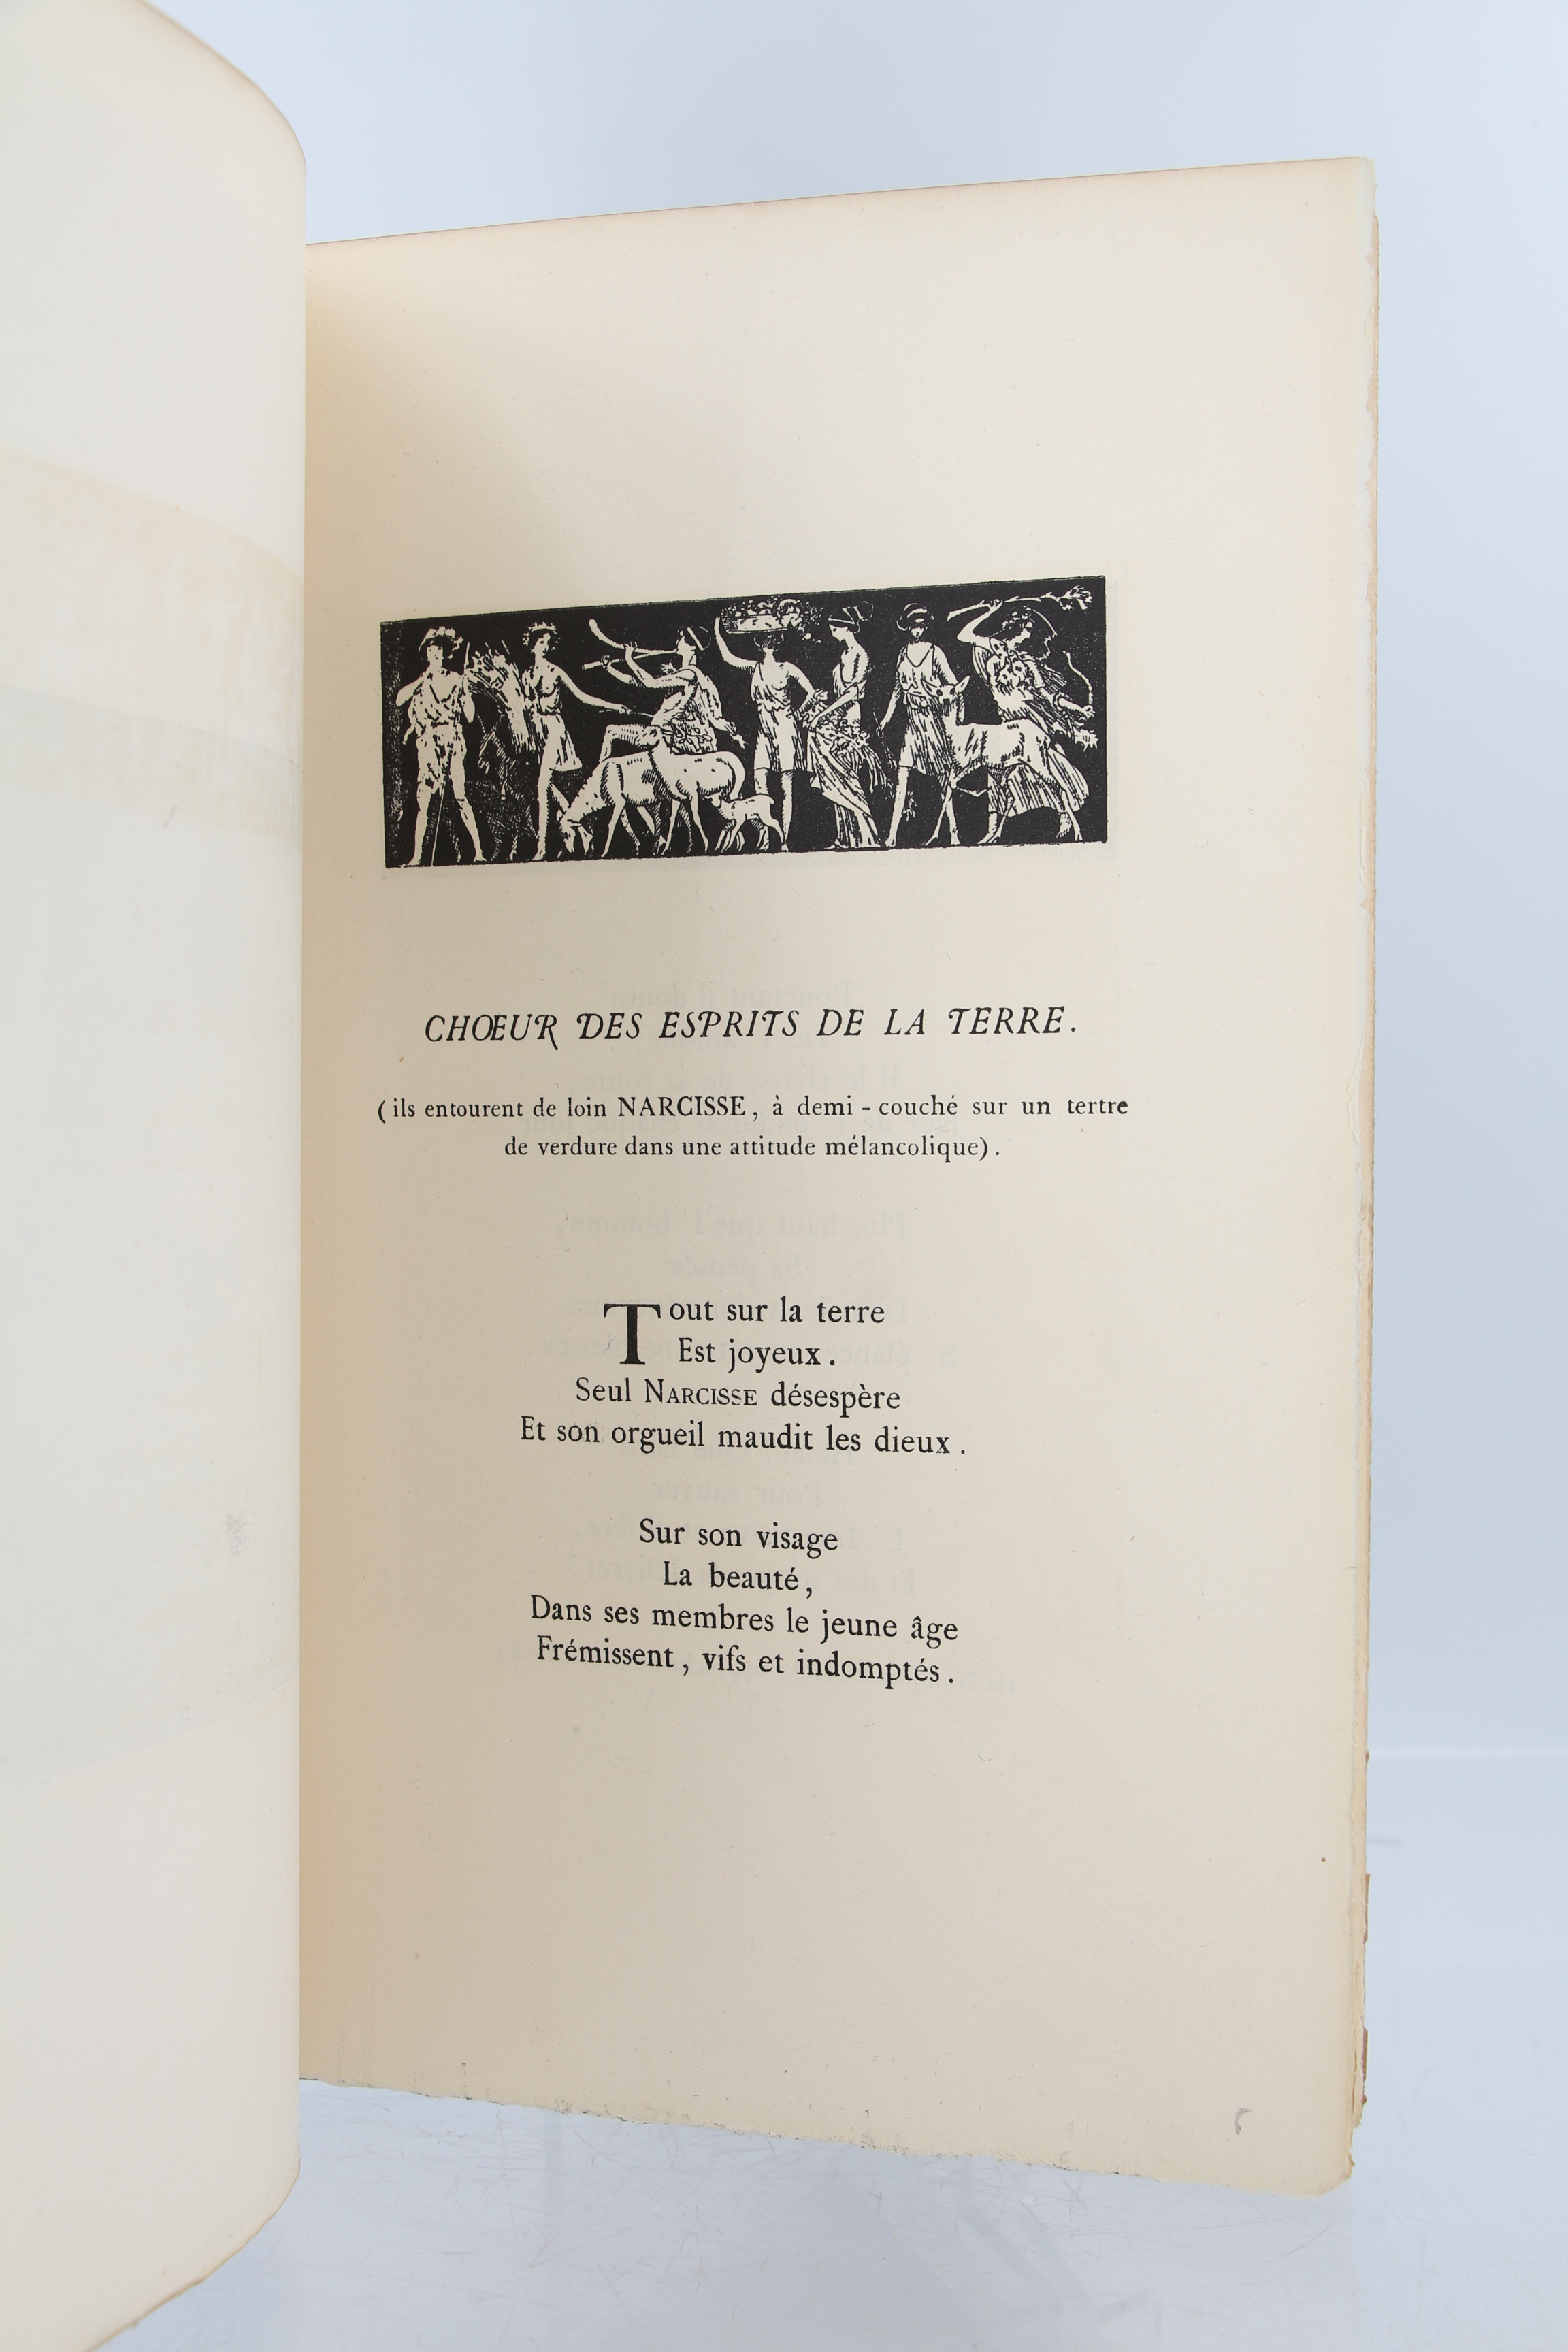 CHŒUR DES ESPRITS DE LA TERRE.
(ils entourent de loin NARCISSE, à demi-couché sur un tertre
de verdure dans une attitude mélancolique).
Tout sur la terre
Est joyeux.
Seul NARCISSE désespère
Et son orgueil maudit les dieux.
Sur son visage
La beauté,
Dans ses membres le jeune âge
Frémissent, vifs et indomptés.